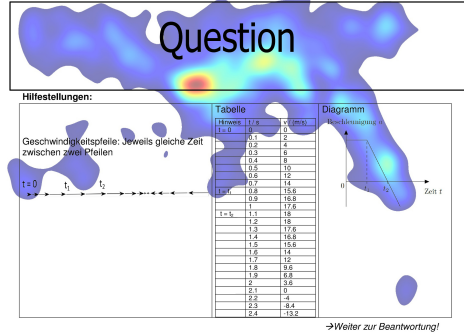 Question
Hilfestellungen:
Geschwindigkeitspfeile: Jeweils gleiche Zeit
zwischen zwei Pfeilen
t = 0 t₁ t₂
Tabelle
Hinweis t / s v / (m/s)
t = 0 0 0
0.1 2
0.2 4
0.3 6
0.4 8
0.5 10
0.6 12
0.7 14
t = t₁ 0.8 15.6
0.9 16.8
1 17.6
t = t₂ 1.1 18
1.2 18
1.3 17.6
1.4 16.8
1.5 15.6
1.6 14
1.7 12
1.8 9.6
1.9 6.8
2 3.6
2.1 0
2.2 -4
2.3 -8.4
2.4 -13.2
Diagramm
Beschleunigung a
0 t₁ t₂ Zeit t
→Weiter zur Beantwortung!